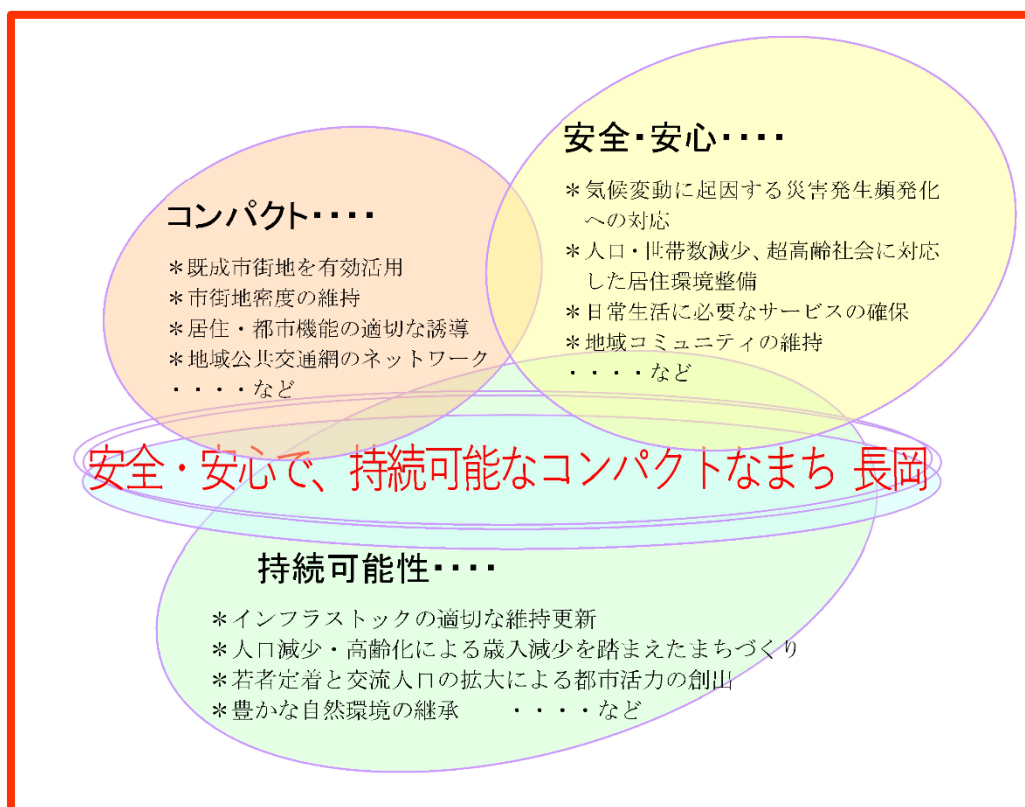 コンパクト････
＊既成市街地を有効活用
＊市街地密度の維持
＊居住・都市機能の適切な誘導
＊地域公共交通網のネットワーク
・・・・など
安全・安心････
＊気候変動に起因する災害発生頻発化
への対応
＊人口・世帯数減少、超高齢社会に対応
した居住環境整備
＊日常生活に必要なサービスの確保
＊地域コミュニティの維持
・・・・など
安全・安心で、持続可能なコンパクトなまち 長岡
持続可能性････
＊インフラストックの適切な維持更新
＊人口減少・高齢化による歳入減少を踏まえたまちづくり
＊若者定着と交流人口の拡大による都市活力の創出
＊豊かな自然環境の継承　　・・・・など